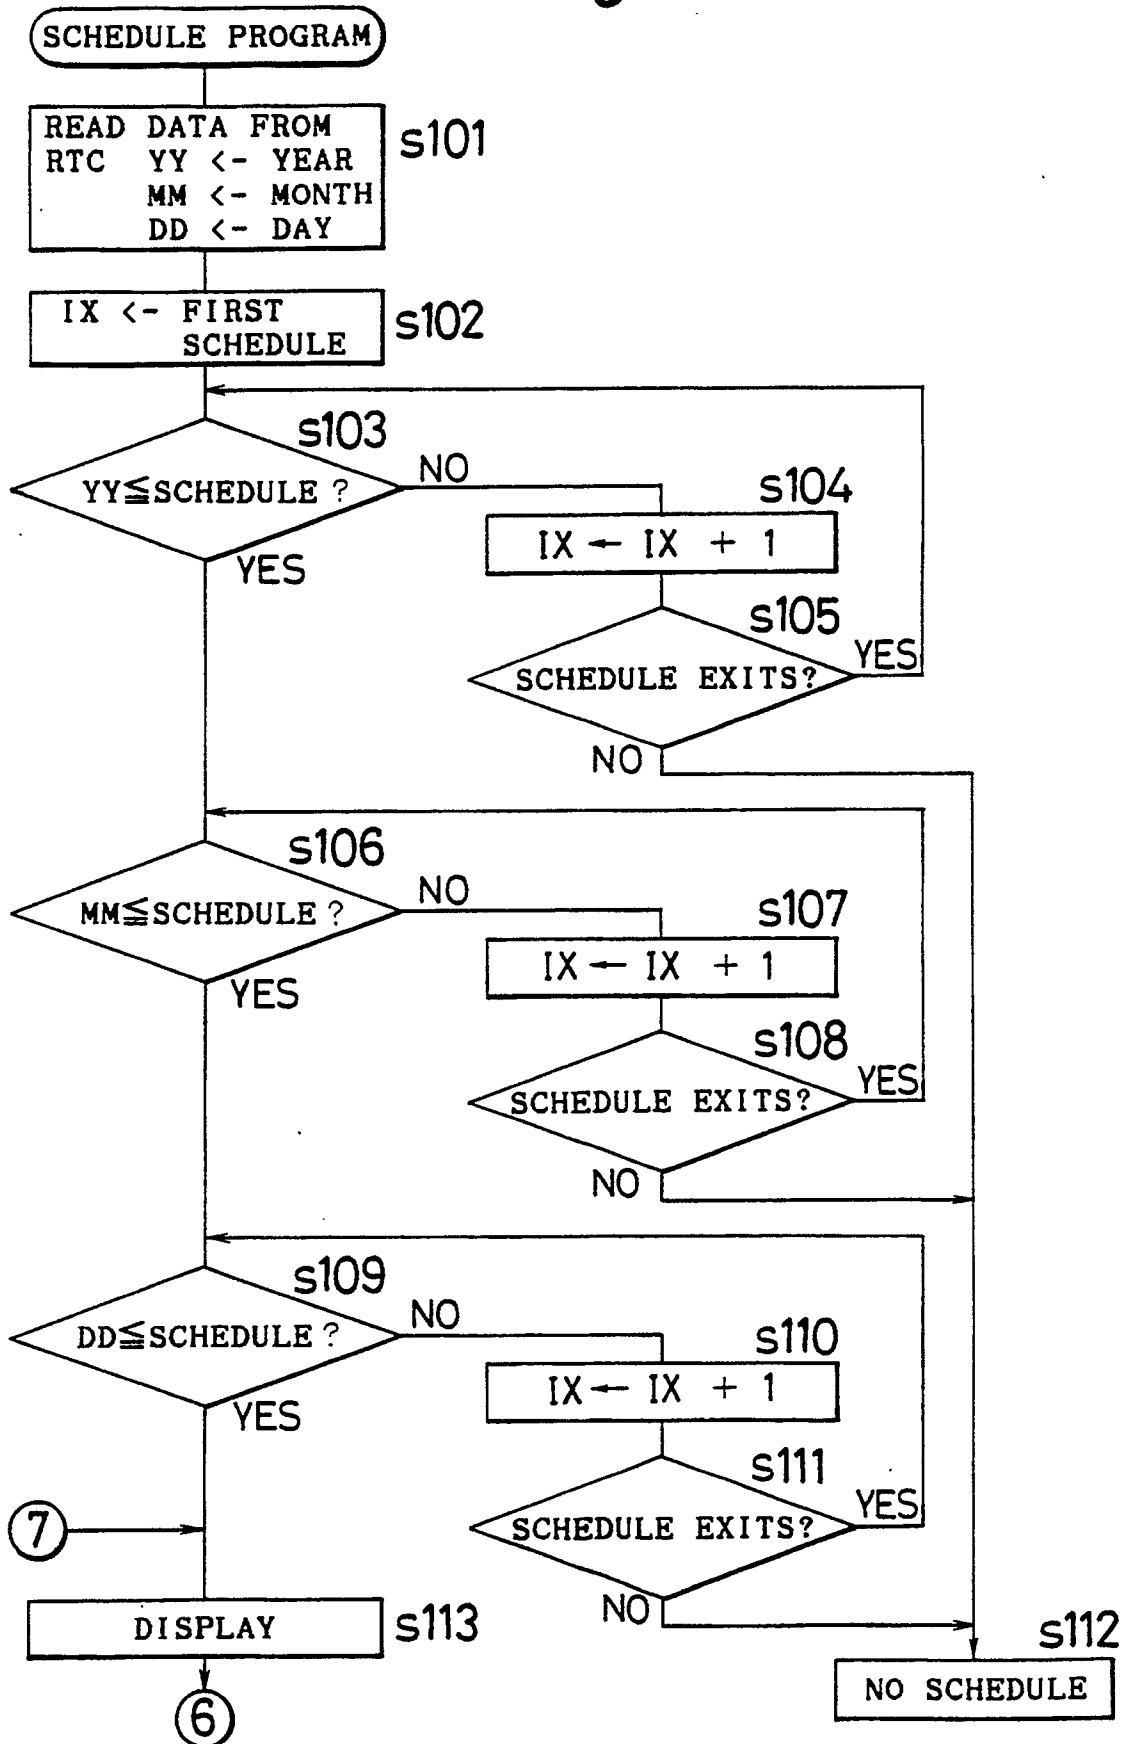 SCHEDULE PROGRAM
READ DATA FROM
RTC YY <- YEAR
MM <- MONTH
DD <- DAY
s101
IX <- FIRST
SCHEDULE
s102
s103
YY≦SCHEDULE?
NO
YES
s104
IX ← IX + 1
s105
SCHEDULE EXITS?
YES
NO
s106
MM≦SCHEDULE?
NO
YES
s107
IX ← IX + 1
s108
SCHEDULE EXITS?
YES
NO
s109
DD≦SCHEDULE?
NO
YES
s110
IX ← IX + 1
s111
SCHEDULE EXITS?
YES
NO
7
DISPLAY
s113
6
s112
NO SCHEDULE